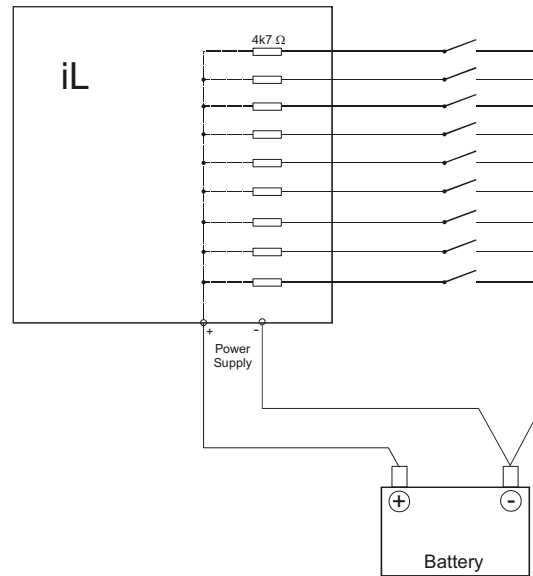 4k7 Ω
iL
+ -
Power
Supply
+ -
Battery